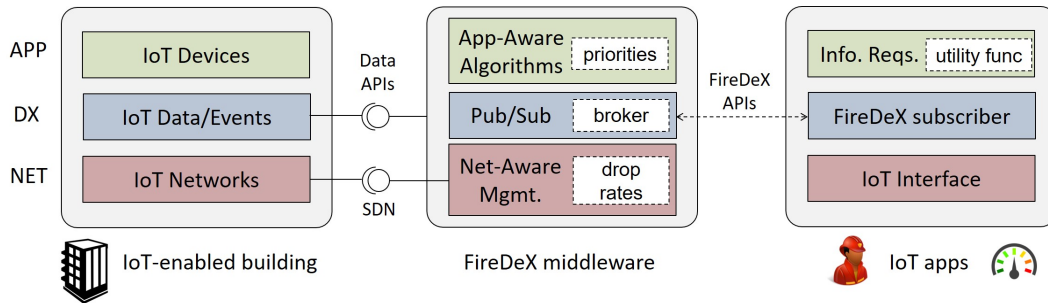 APP
DX
NET
IoT Devices
IoT Data/Events
IoT Networks
IoT-enabled building
Data
APIs
SDN
App-Aware
Algorithms
priorities
Pub/Sub
broker
Net-Aware
Mgmt.
drop
rates
FireDeX middleware
FireDeX
APIs
Info. Reqs.
utility func
FireDeX subscriber
IoT Interface
IoT apps